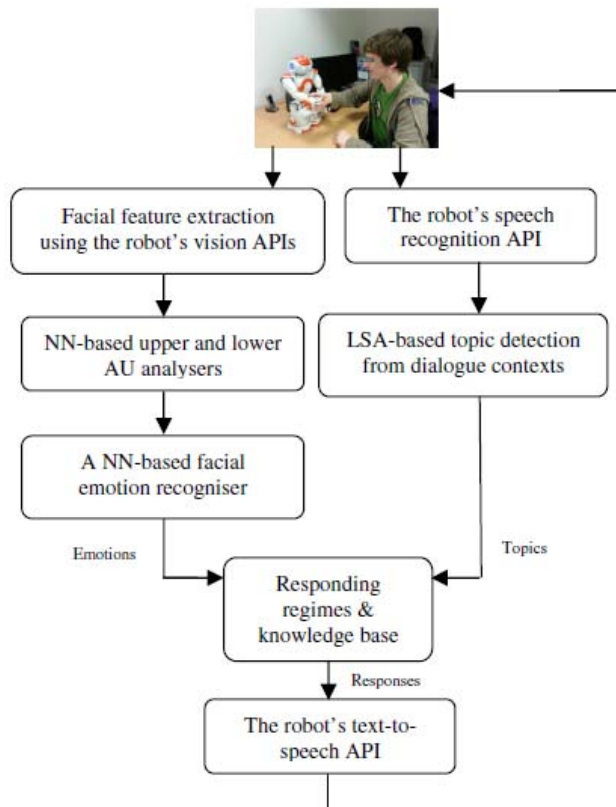 Facial feature extraction
using the robot's vision APIs
The robot's speech
recognition API
NN-based upper and lower
AU analysers
LSA-based topic detection
from dialogue contexts
A NN-based facial
emotion recogniser
Emotions
Topics
Responding
regimes &
knowledge base
Responses
The robot's text-to-
speech API